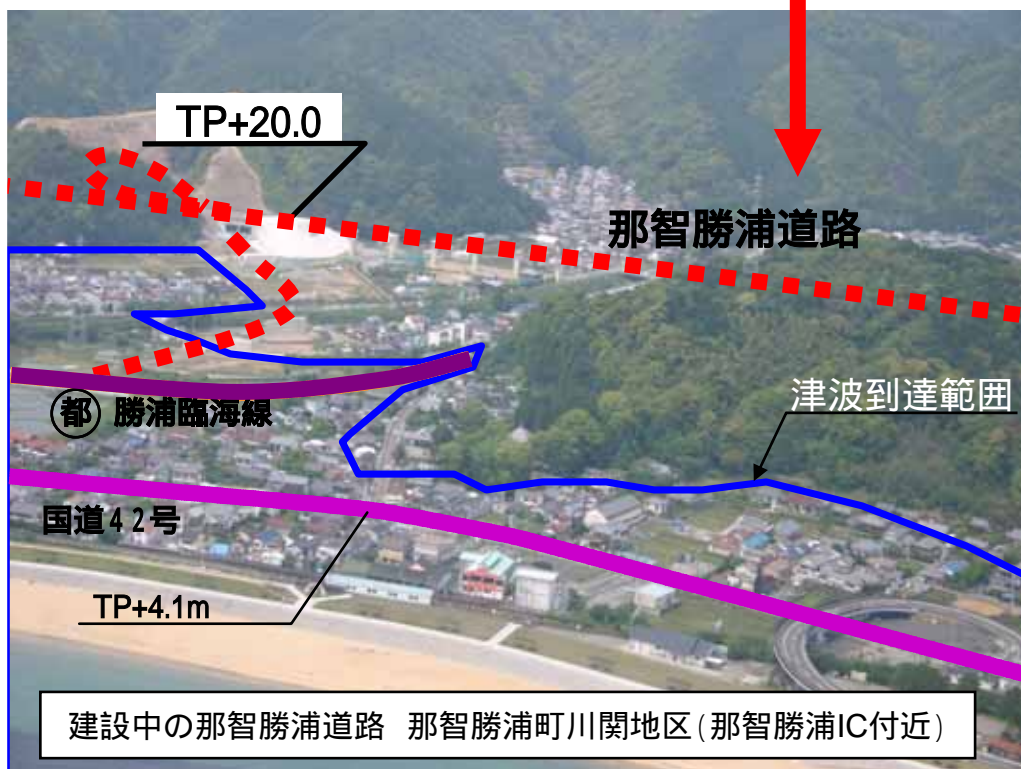 TP+20.0
那智勝浦道路
津波到達範囲
都 勝浦臨海線
国道42号
TP+4.1m
建設中の那智勝浦道路 那智勝浦町川関地区(那智勝浦IC付近)